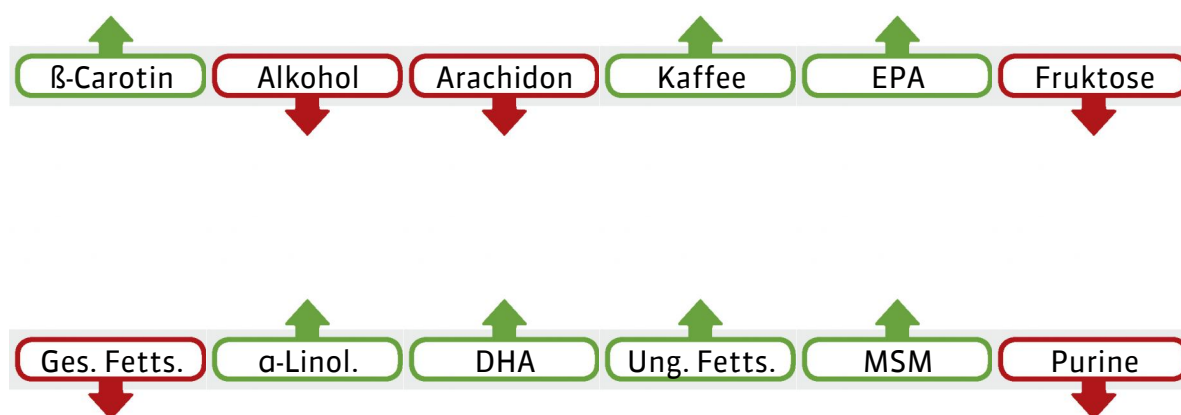 ß-Carotin Alkohol Arachidon Kaffee EPA Fruktose
Ges. Fetts. α-Linol. DHA Ung. Fetts. MSM Purine